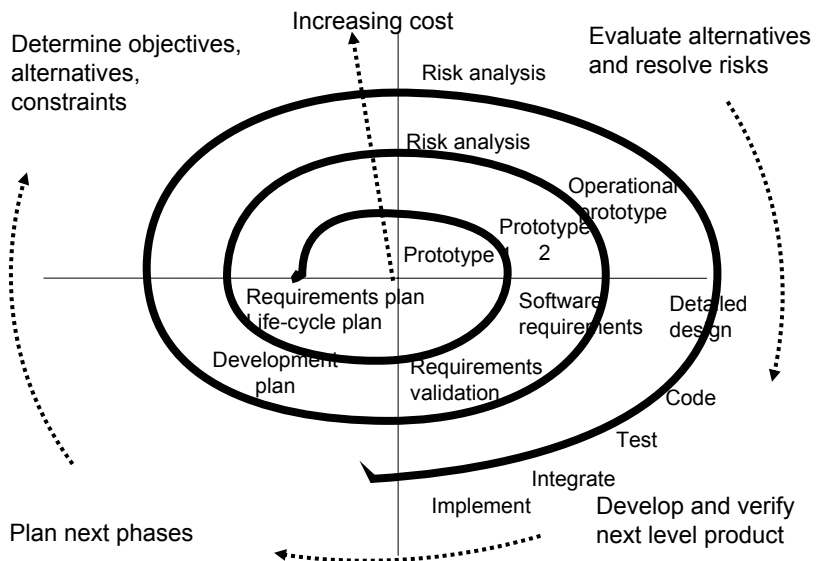 Increasing cost
Determine objectives,
alternatives,
constraints
Evaluate alternatives
and resolve risks
Risk analysis
Risk analysis
Operational
prototype
Prototype
2
Prototype 1
Requirements plan
Life-cycle plan
Software
requirements
Detailed
design
Development
plan
Requirements
validation
Code
Test
Integrate
Implement
Develop and verify
next level product
Plan next phases